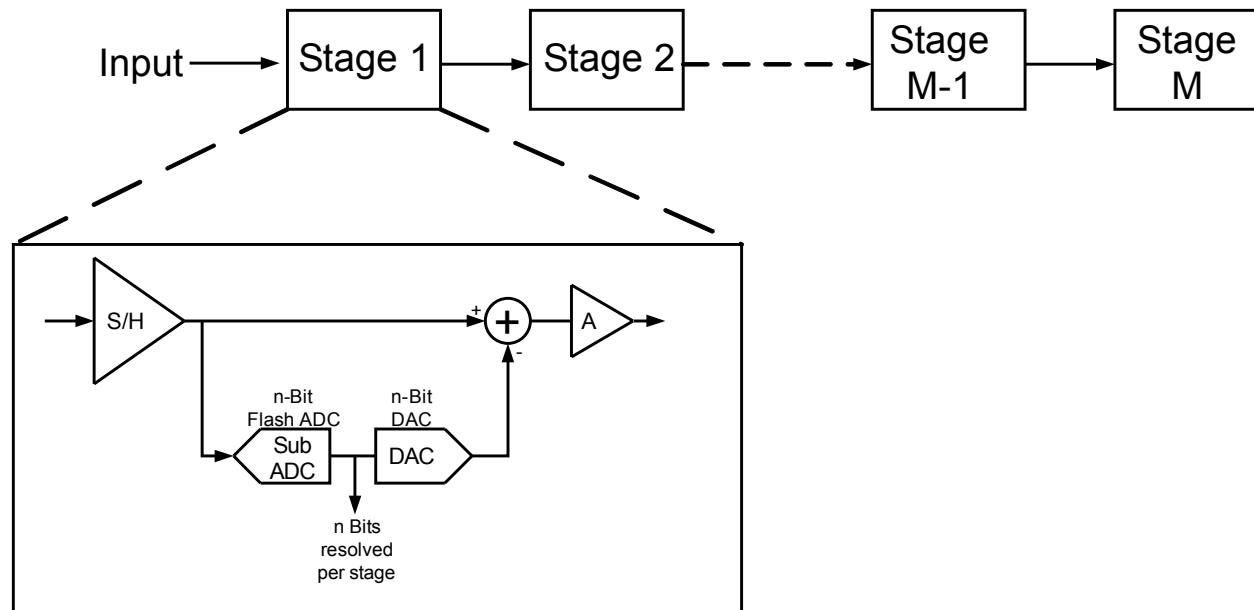 Input
Stage 1
Stage 2
Stage
M-1
Stage
M
S/H
+
+
-
A
n-Bit
Flash ADC
n-Bit
DAC
Sub
ADC
DAC
n Bits
resolved
per stage